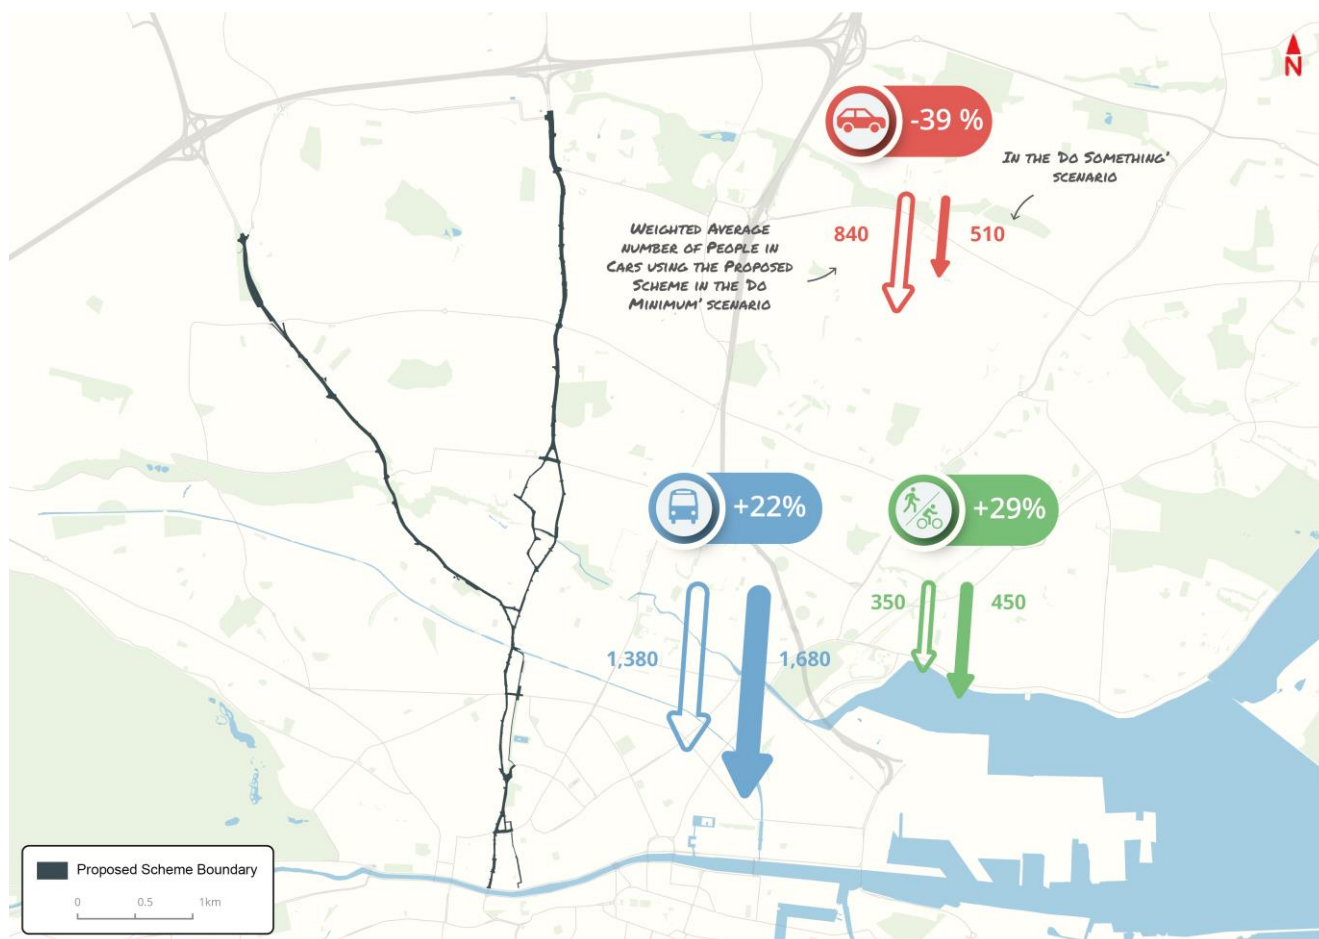 N
-39 %
IN THE 'DO SOMETHING'
SCENARIO
WEIGHTED AVERAGE
NUMBER OF PEOPLE IN
CARS USING THE PROPOSED
SCHEME IN THE 'DO
MINIMUM' SCENARIO
840
510
+22%
+29%
350
450
1,380
1,680
Proposed Scheme Boundary
0 0.5 1km